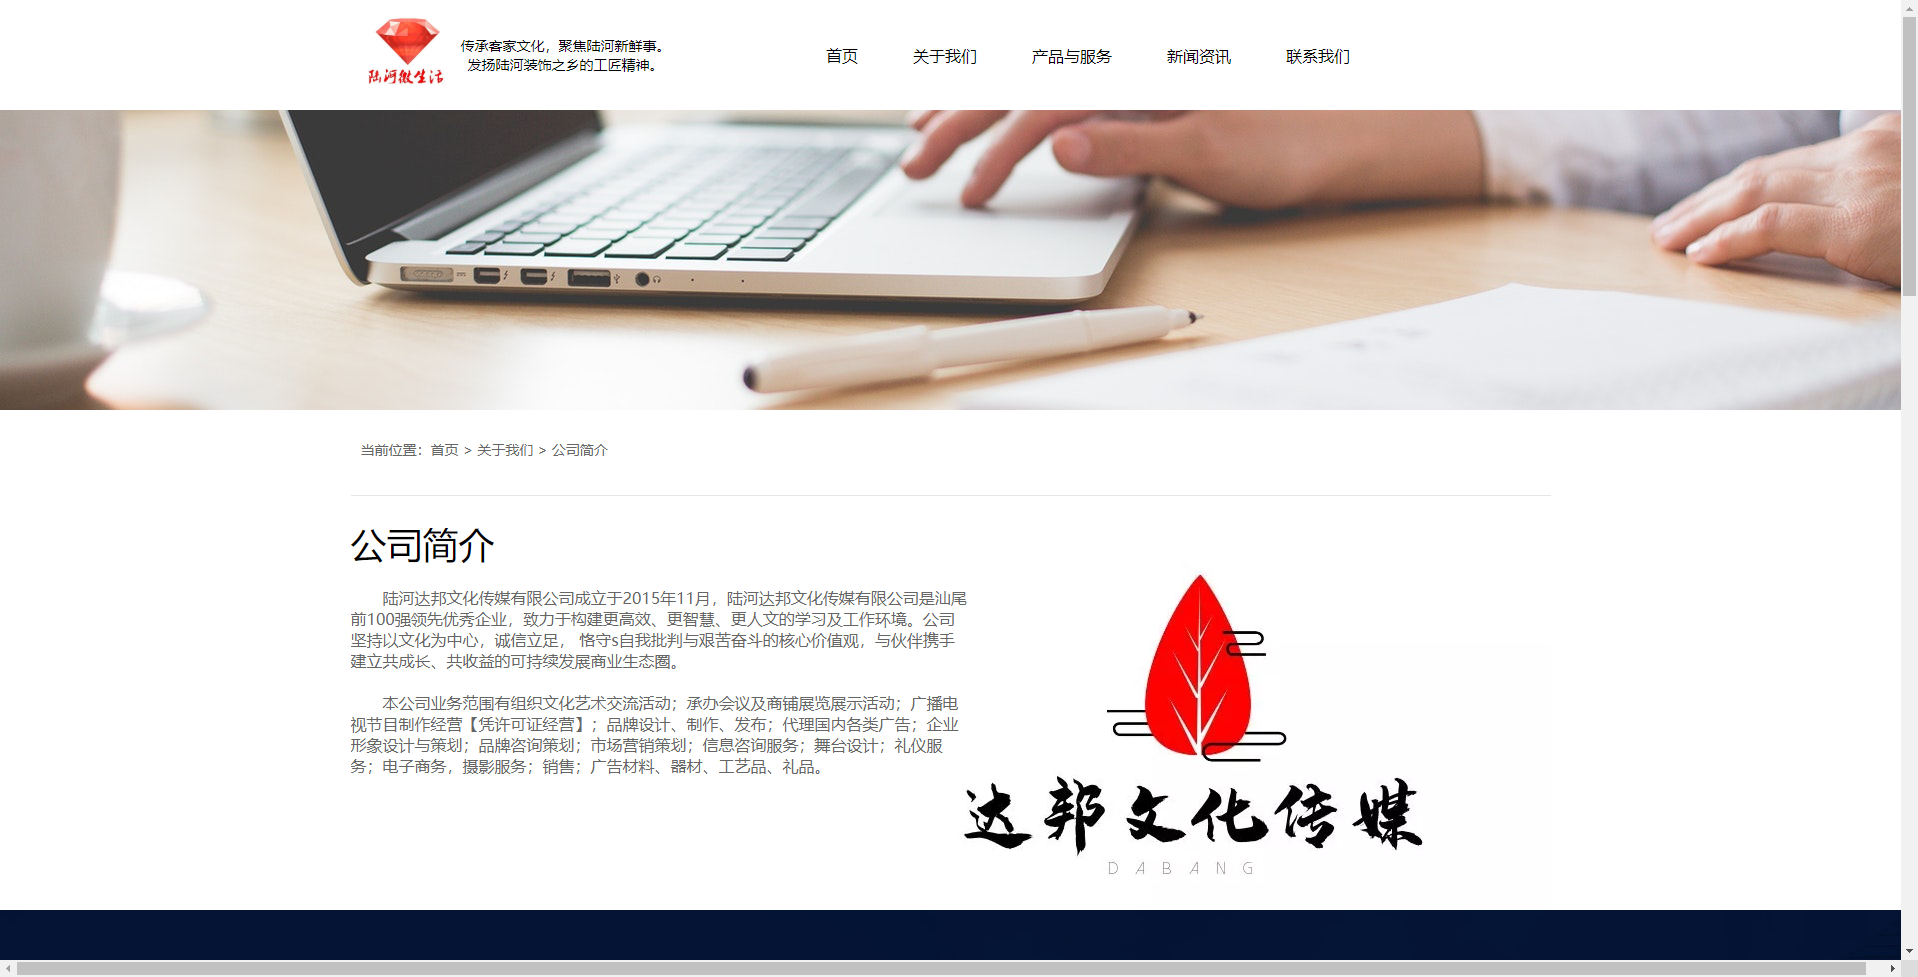 陆河微生活
传承客家文化，聚焦陆河新鲜事。
发扬陆河装饰之乡的工匠精神。
首页 关于我们 产品与服务 新闻资讯 联系我们
当前位置：首页 > 关于我们 > 公司简介
公司简介
陆河达邦文化传媒有限公司成立于2015年11月，陆河达邦文化传媒有限公司是汕尾
前100强领先优秀企业，致力于构建更高效、更智慧、更人文的学习及工作环境。公司
坚持以文化为中心，诚信立足， 恪守s自我批判与艰苦奋斗的核心价值观，与伙伴携手
建立共成长、共收益的可持续发展商业生态圈。
本公司业务范围有组织文化艺术交流活动；承办会议及商铺展览展示活动；广播电
视节目制作经营【凭许可证经营】；品牌设计、制作、发布；代理国内各类广告；企业
形象设计与策划；品牌咨询策划；市场营销策划；信息咨询服务；舞台设计；礼仪服
务；电子商务，摄影服务；销售；广告材料、器材、工艺品、礼品。
达邦文化传媒
DABANG